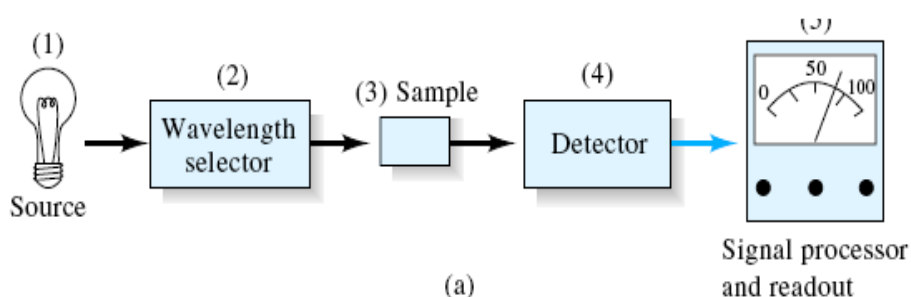 (1)
Source
(2)
Wavelength
selector
(3) Sample
(4)
Detector
0
50
100
Signal processor
and readout
(a)